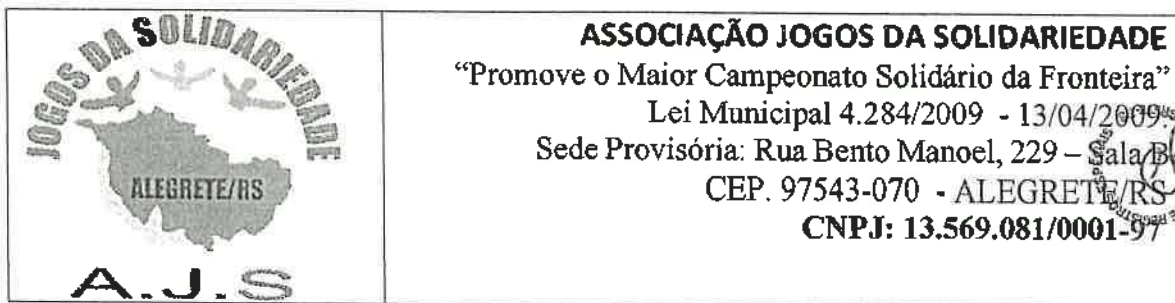 JOGOS DA SOLIDARIEDADE
ALEGRETE/RS
A.J.S
ASSOCIAÇÃO JOGOS DA SOLIDARIEDADE
“Promove o Maior Campeonato Solidário da Fronteira”
Lei Municipal 4.284/2009 - 13/04/2009
Sede Provisória: Rua Bento Manoel, 229 – Sala B
CEP. 97543-070 - ALEGRETE/RS
CNPJ: 13.569.081/0001-97